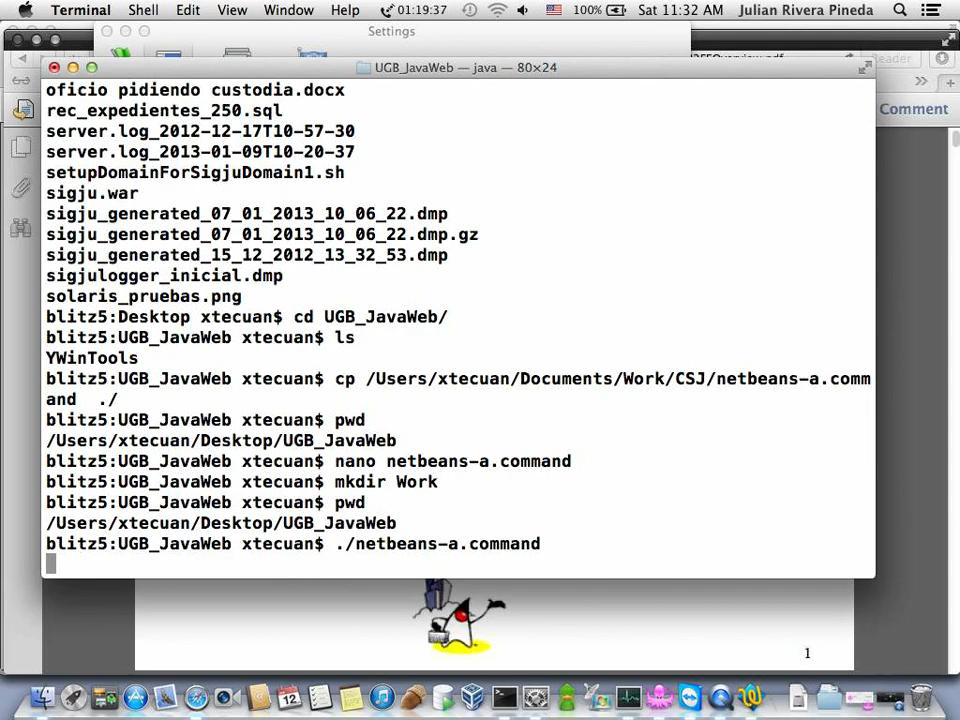 Terminal Shell Edit View Window Help 01:19:37 100% Sat 11:32 AM Julian Rivera Pineda
Settings
Reader
UGB_JavaWeb — java — 80×24
Comment
oficio pidiendo custodia.docx
rec_expedientes_250.sql
server.log_2012-12-17T10-57-30
server.log_2013-01-09T10-20-37
setupDomainForSigjuDomain1.sh
sigju.war
sigju_generated_07_01_2013_10_06_22.dmp
sigju_generated_07_01_2013_10_06_22.dmp.gz
sigju_generated_15_12_2012_13_32_53.dmp
sigjulogger_inicial.dmp
solaris_pruebas.png
blitz5:Desktop xtecuan$ cd UGB_JavaWeb/
blitz5:UGB_JavaWeb xtecuan$ ls
YWinTools
blitz5:UGB_JavaWeb xtecuan$ cp /Users/xtecuan/Documents/Work/CSJ/netbeans-a.comm
and  ./
blitz5:UGB_JavaWeb xtecuan$ pwd
/Users/xtecuan/Desktop/UGB_JavaWeb
blitz5:UGB_JavaWeb xtecuan$ nano netbeans-a.command
blitz5:UGB_JavaWeb xtecuan$ mkdir Work
blitz5:UGB_JavaWeb xtecuan$ pwd
/Users/xtecuan/Desktop/UGB_JavaWeb
blitz5:UGB_JavaWeb xtecuan$ ./netbeans-a.command
1